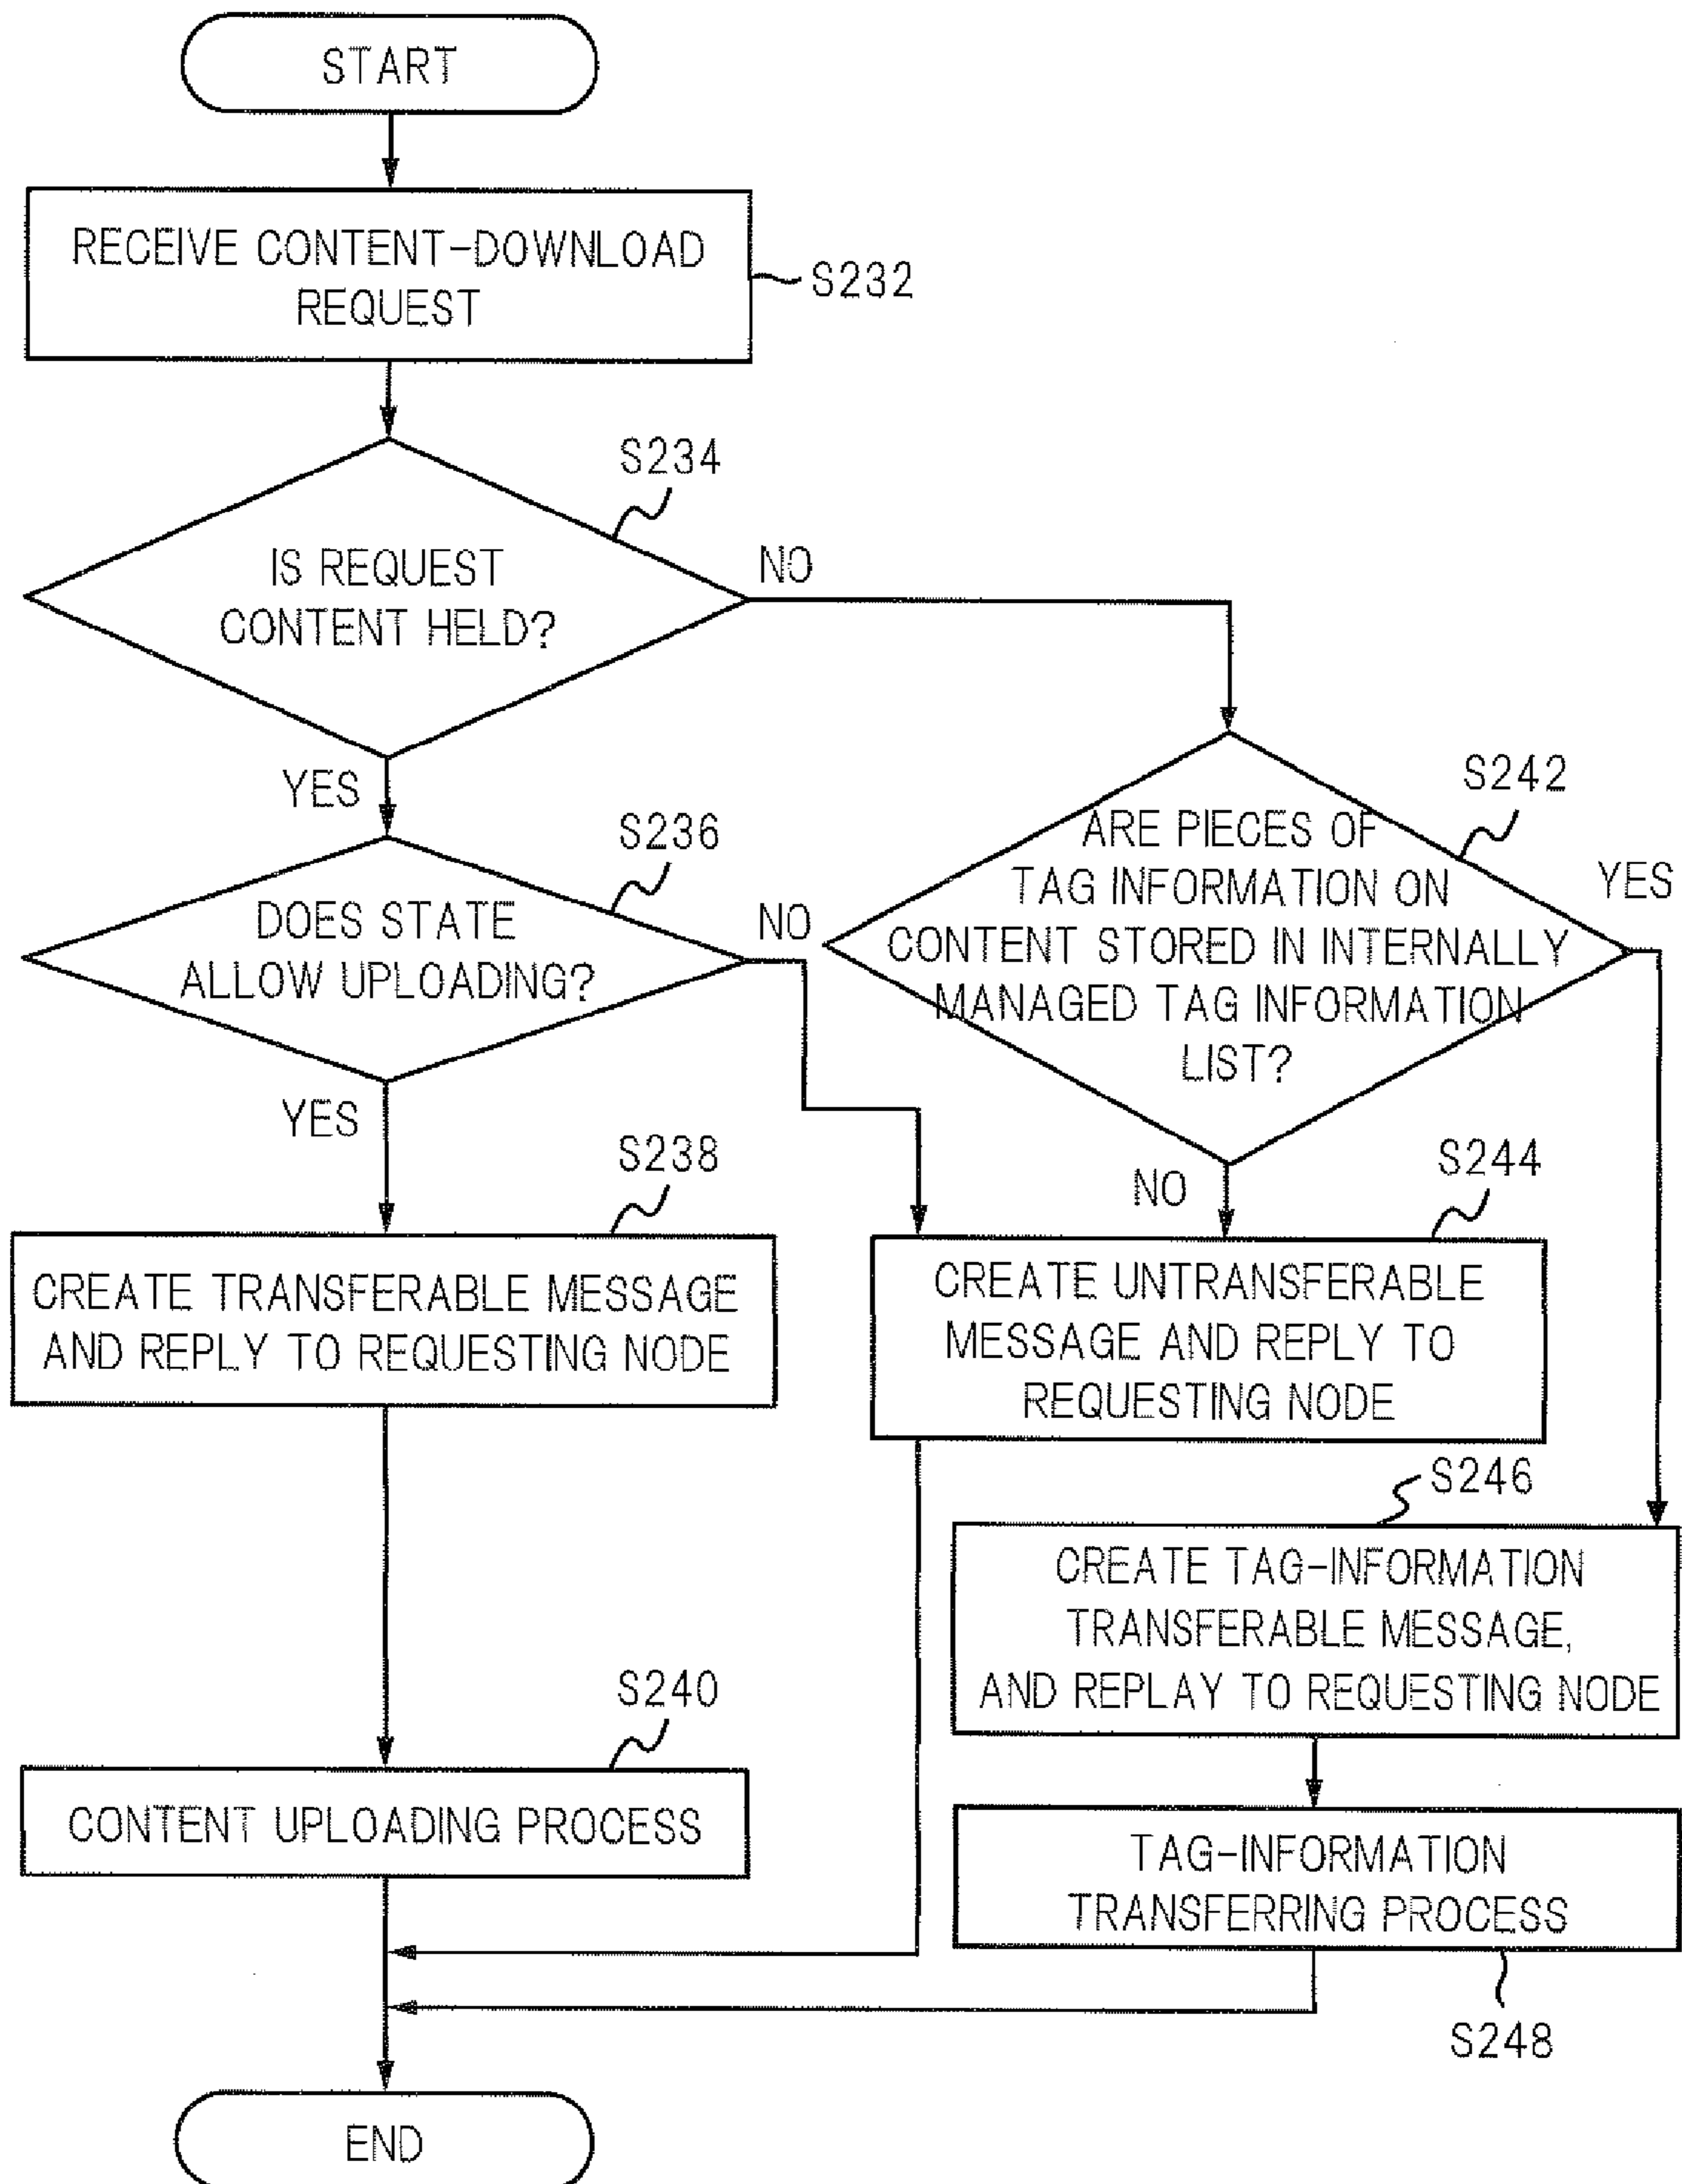 START
RECEIVE CONTENT-DOWNLOAD
REQUEST
S232
S234
IS REQUEST
CONTENT HELD?
NO
YES
S236
DOES STATE
ALLOW UPLOADING?
NO
YES
S242
ARE PIECES OF
TAG INFORMATION ON
CONTENT STORED IN INTERNALLY
MANAGED TAG INFORMATION
LIST?
YES
NO
S238
CREATE TRANSFERABLE MESSAGE
AND REPLY TO REQUESTING NODE
S244
CREATE UNTRANSFERABLE
MESSAGE AND REPLY TO
REQUESTING NODE
S246
CREATE TAG-INFORMATION
TRANSFERABLE MESSAGE,
AND REPLAY TO REQUESTING NODE
S240
CONTENT UPLOADING PROCESS
TAG-INFORMATION
TRANSFERRING PROCESS
S248
END